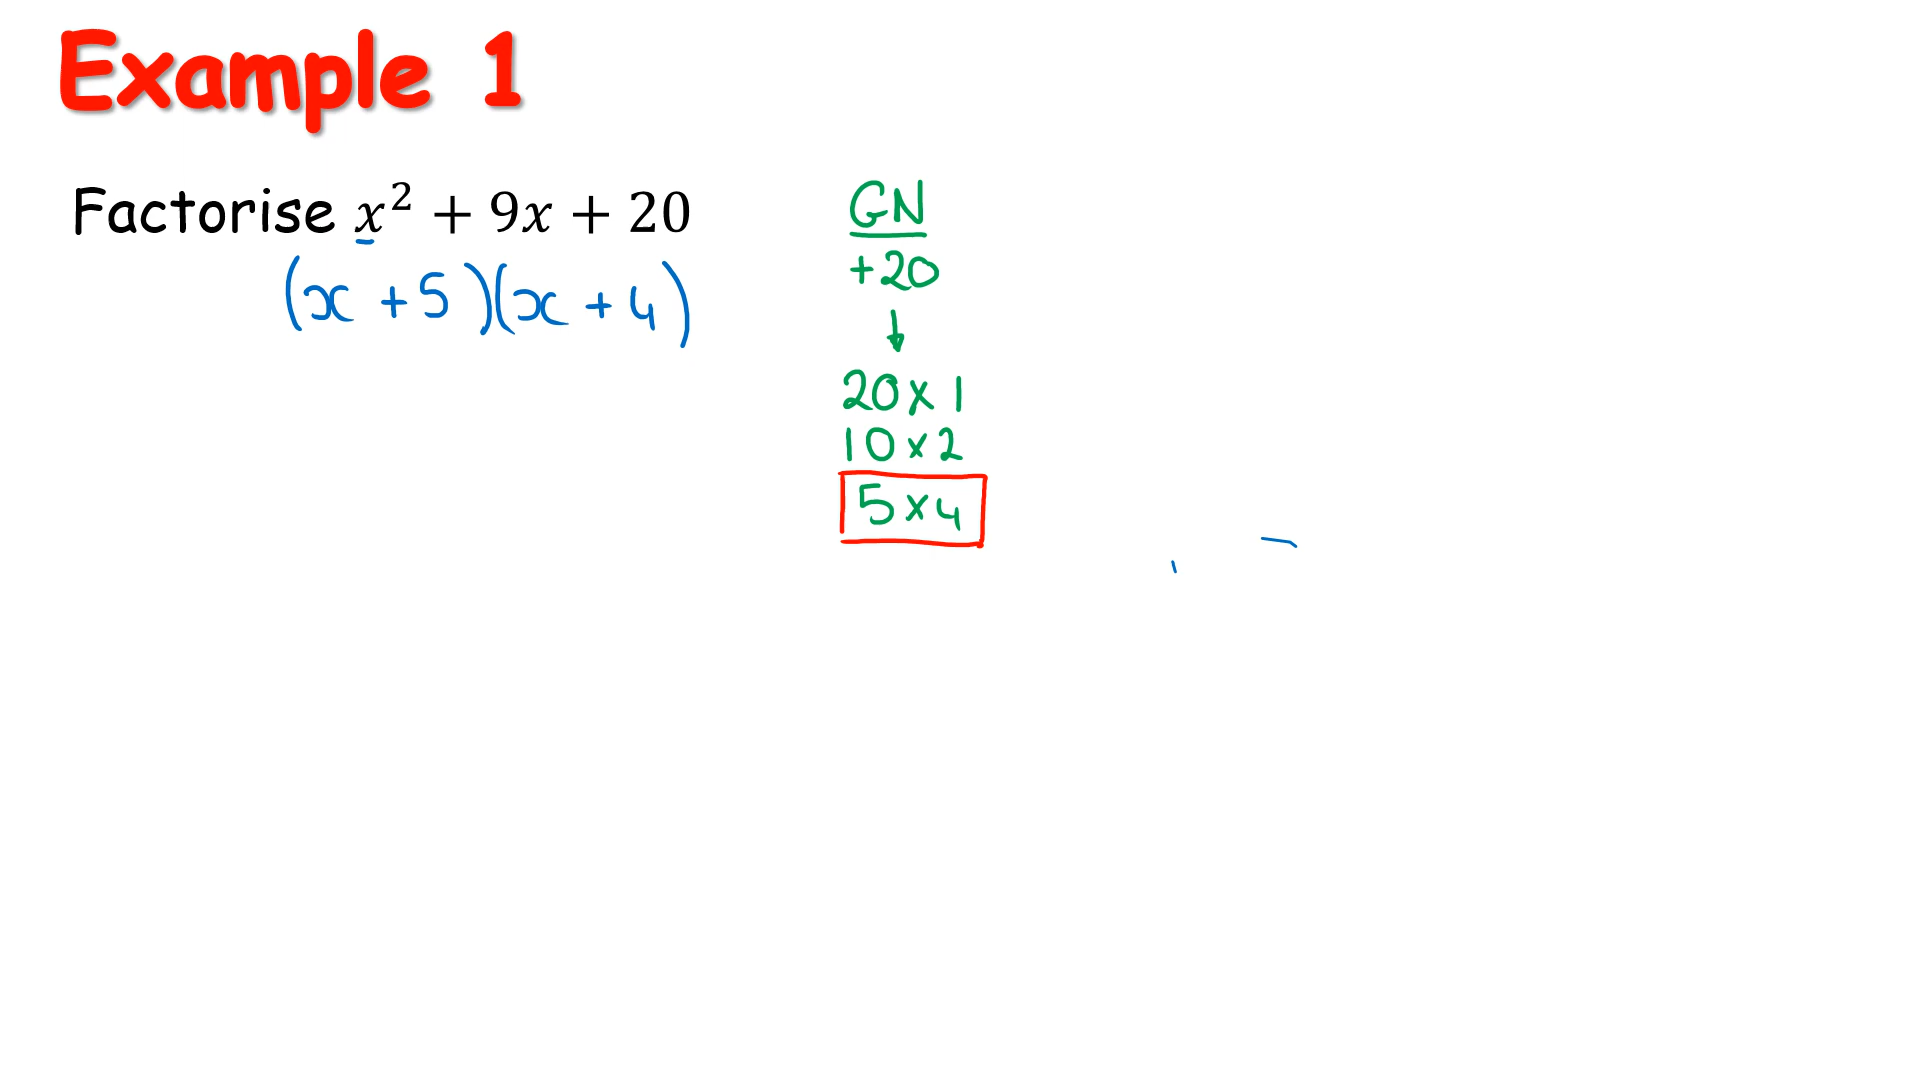 Example 1
Factorise x² + 9x + 20
(x + 5)(x + 4)
GN
+20
↓
20 × 1
10 × 2
5 × 4